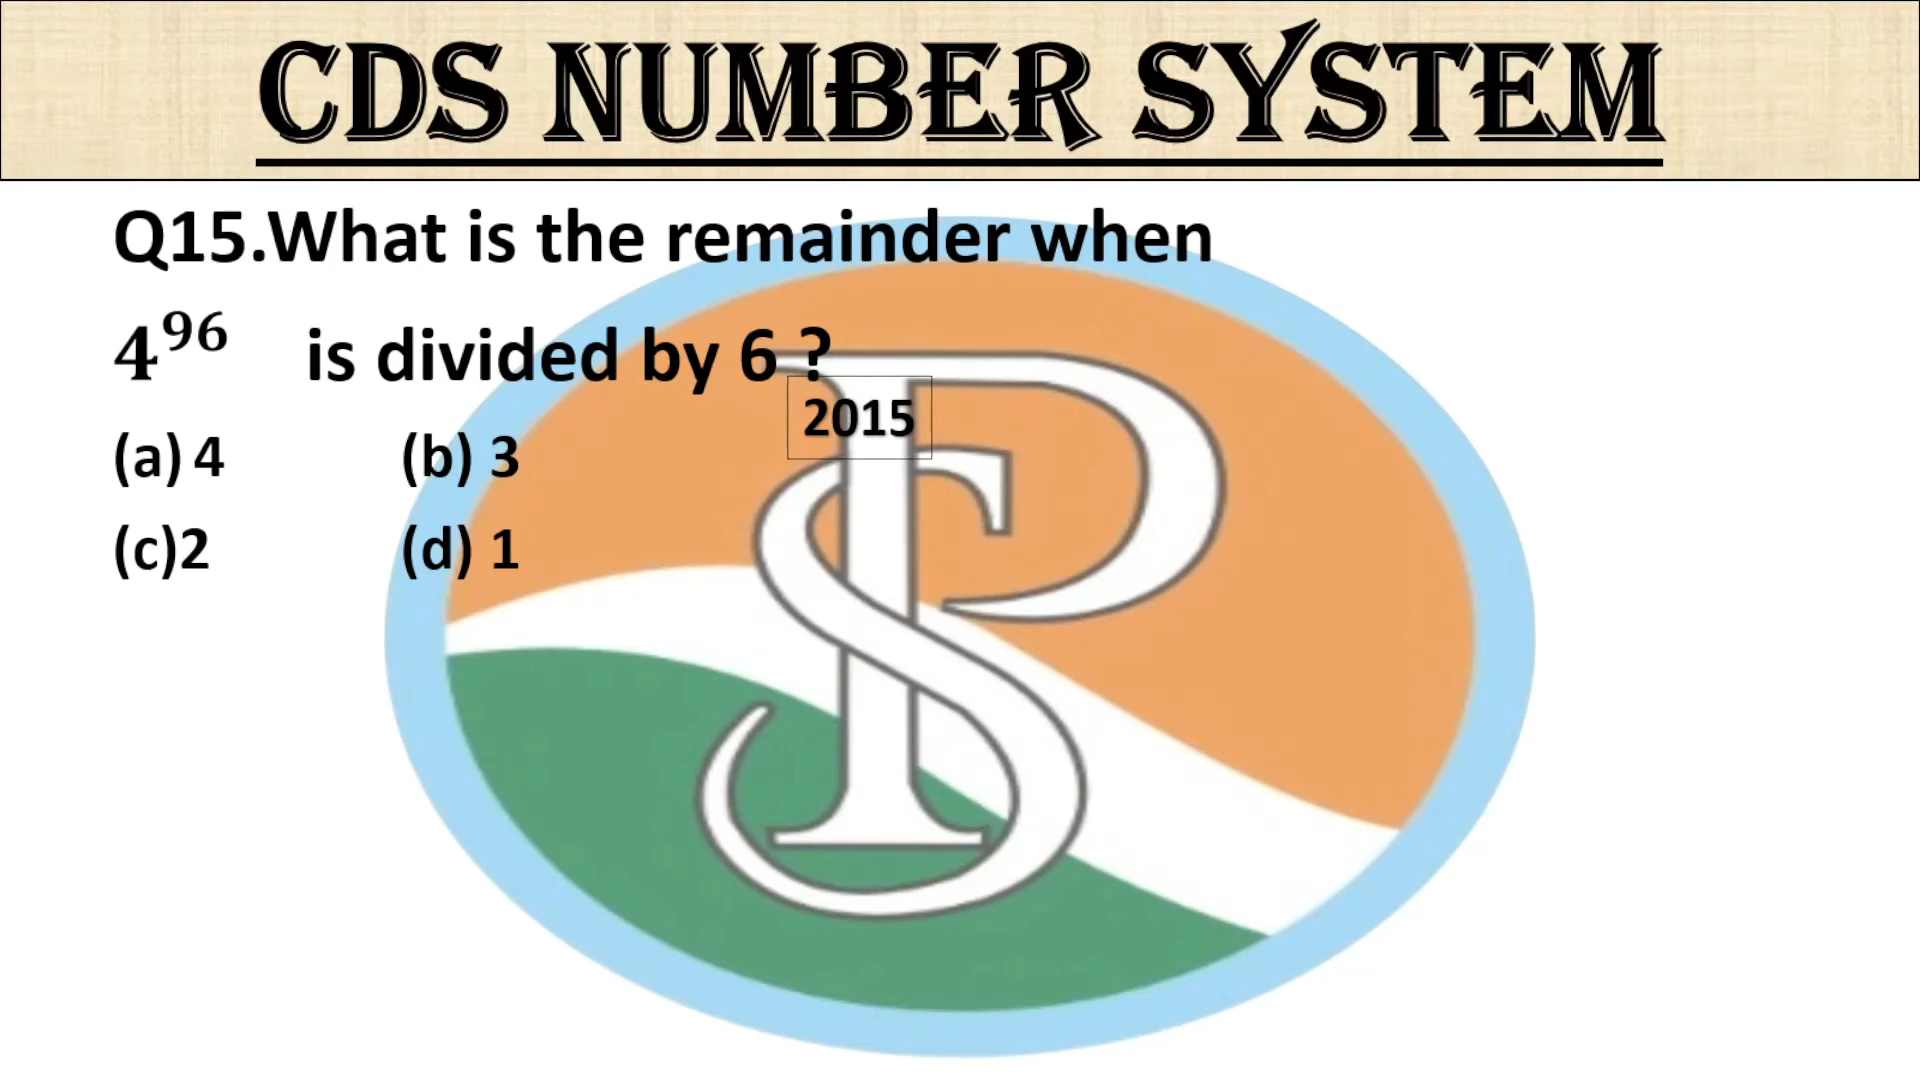 CDS NUMBER SYSTEM
Q15.What is the remainder when
4^96 is divided by 6 ?
2015
(a) 4 (b) 3
(c)2 (d) 1